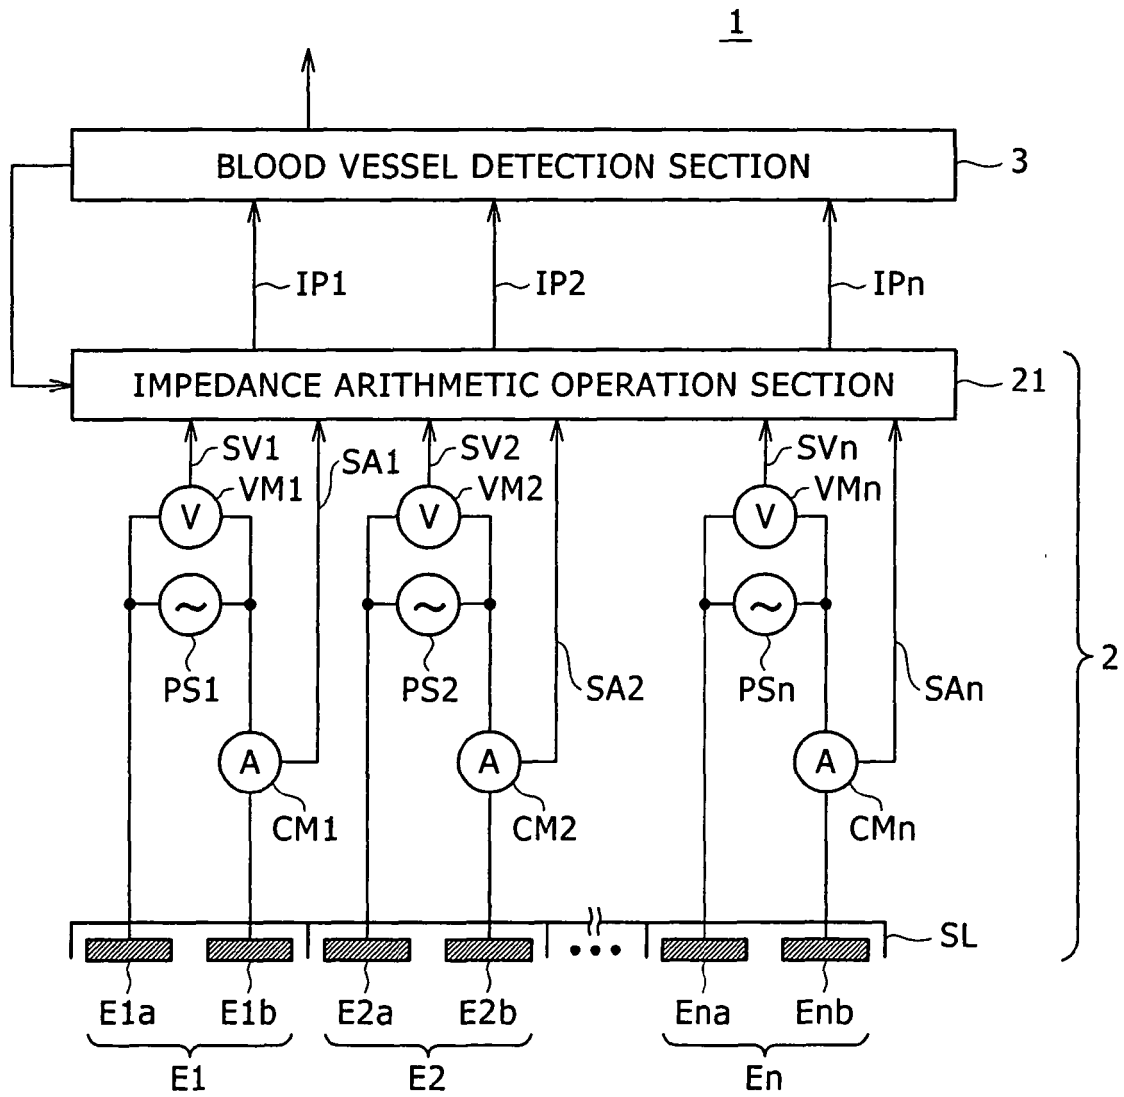 1
BLOOD VESSEL DETECTION SECTION
3
IP1 IP2 IPn
IMPEDANCE ARITHMETIC OPERATION SECTION
21
SV1 SA1 SV2 SVn
VM1 VM2 VMn
V V V
~ ~ ~
PS1 PS2 SA2 PSn SAn
2
A A A
CM1 CM2 CMn
SL
E1a E1b E2a E2b Ena Enb
E1 E2 En